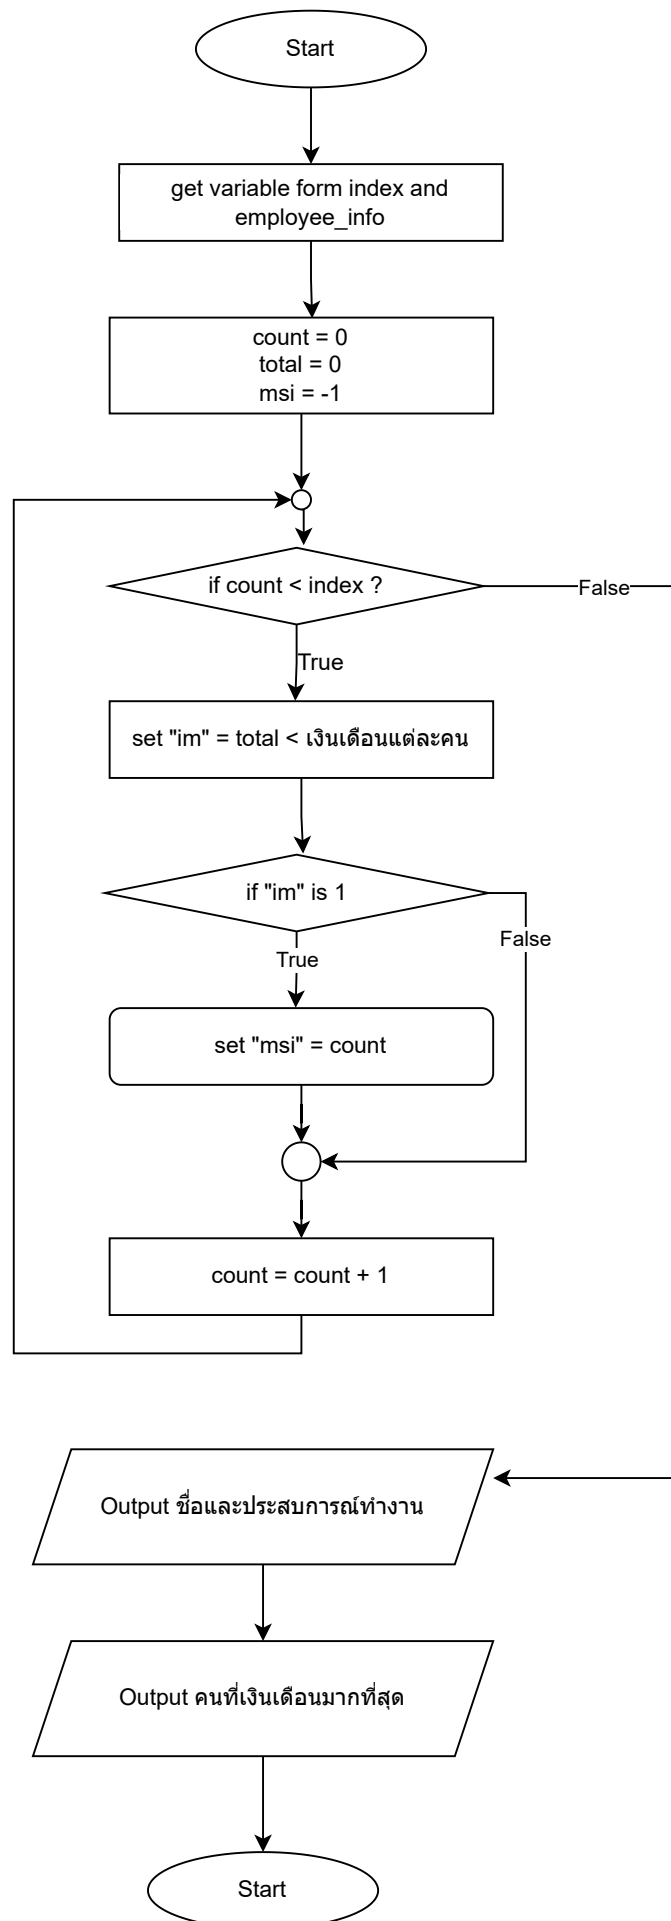 Start
get variable form index and
employee_info
count = 0
total = 0
msi = -1
if count < index ?
False
True
set "im" = total < เงินเดือนแต่ละคน
if "im" is 1
False
True
set "msi" = count
count = count + 1
Output ชื่อและประสบการณ์ทำงาน
Output คนที่เงินเดือนมากที่สุด
Start